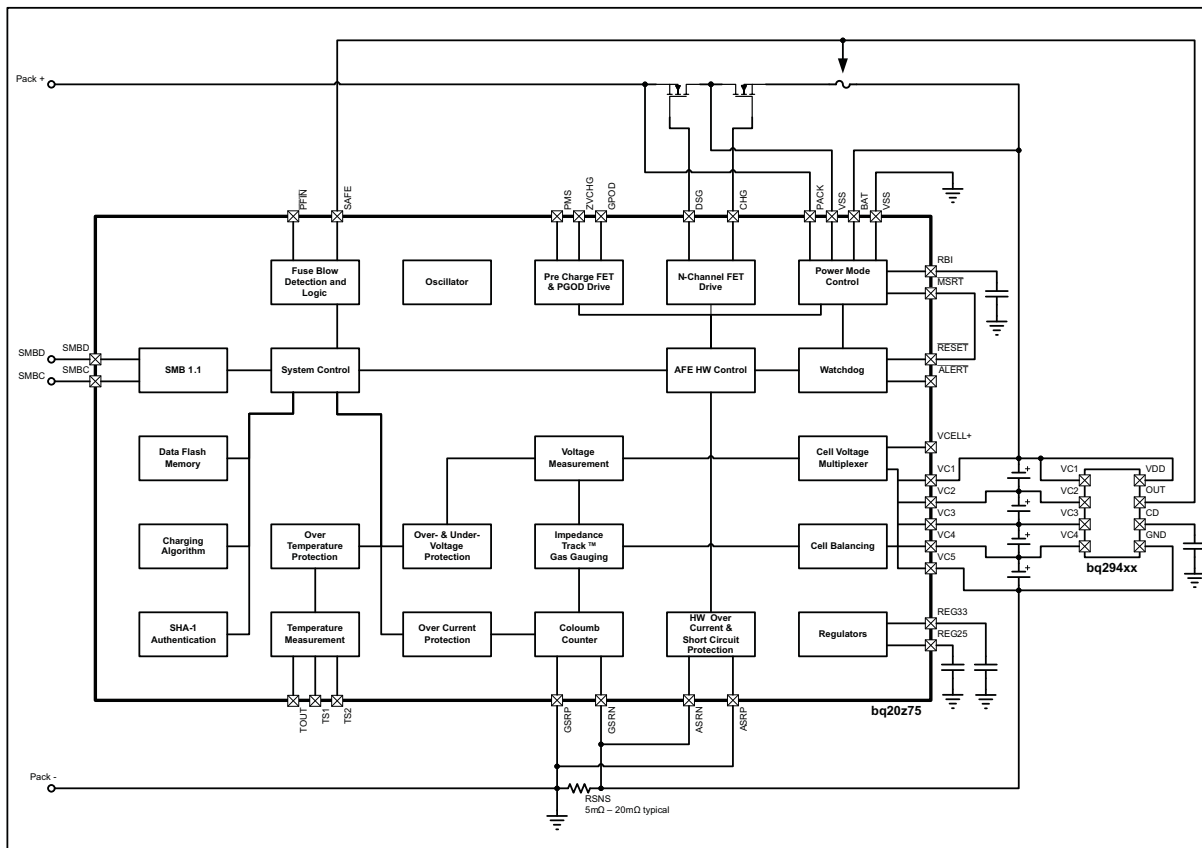 Pack +
PFIN
SAFE
PMS
ZVCHG
GPOD
DSG
CHG
PACK
VSS
BAT
VSS
Fuse Blow
Detection and
Logic
Oscillator
Pre Charge FET
& PGOD Drive
N-Channel FET
Drive
Power Mode
Control
RBI
MSRT
SMBD
SMBD
SMBC
SMBC
SMB 1.1
System Control
AFE HW Control
Watchdog
RESET
ALERT
Data Flash
Memory
Voltage
Measurement
Cell Voltage
Multiplexer
VCELL+
VC1
VC2
VC3
VC4
VC5
VC1
VC2
VC3
VC4
VDD
OUT
CD
GND
bq294xx
Charging
Algorithm
Over
Temperature
Protection
Over- & Under-
Voltage
Protection
Impedance
Track ™
Gas Gauging
Cell Balancing
SHA-1
Authentication
Temperature
Measurement
Over Current
Protection
Coloumb
Counter
HW Over
Current &
Short Circuit
Protection
Regulators
REG33
REG25
TOUT
TS1
TS2
GSRP
GSRN
ASRN
ASRP
bq20z75
Pack -
RSNS
5mΩ – 20mΩ typical